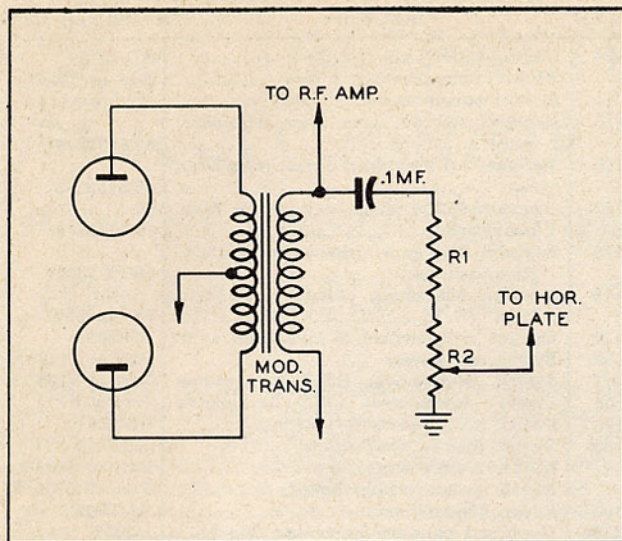 TO R.F. AMP.
.1MF.
R1
TO HOR.
PLATE
R2
MOD.
TRANS.